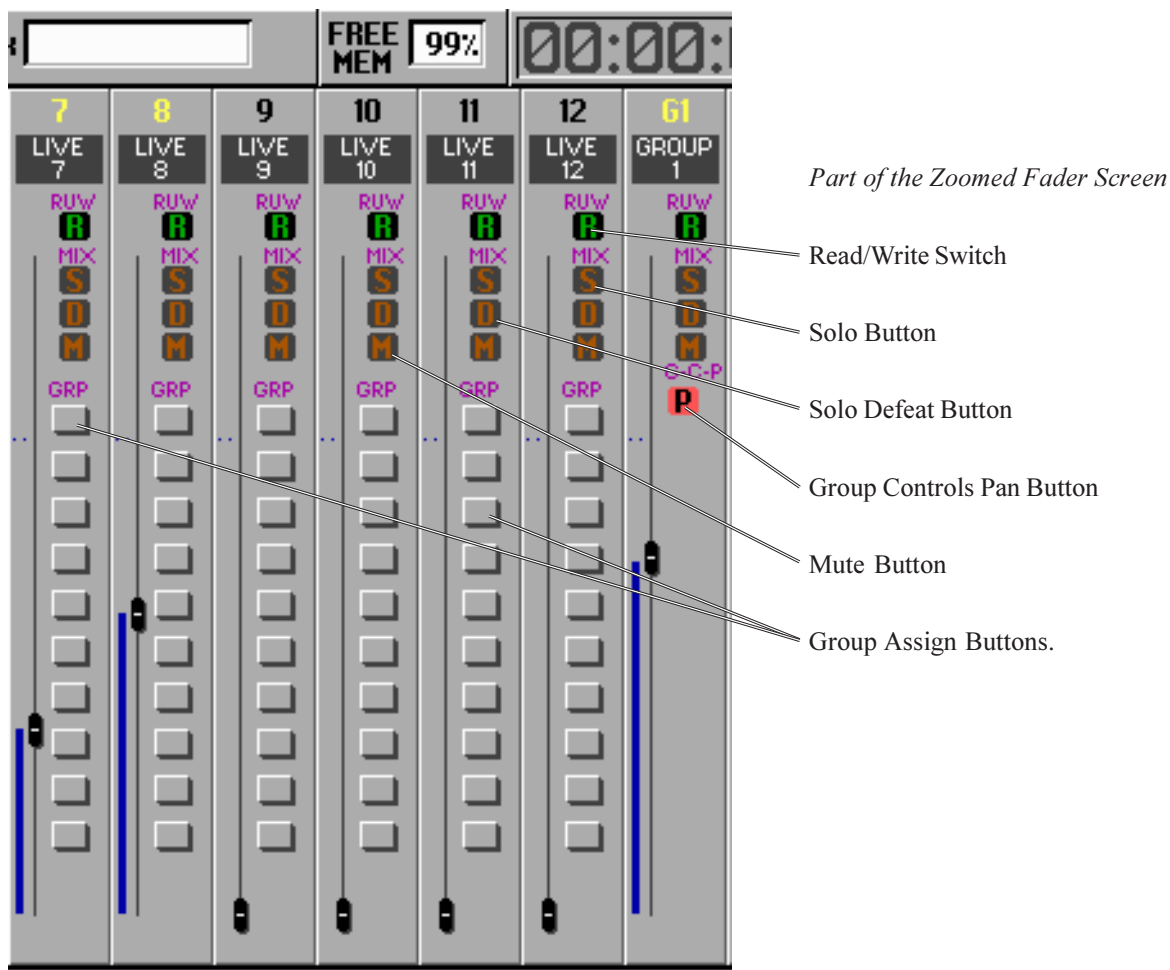 FREE MEM 99% 00:00:
7 8 9 10 11 12 G1
LIVE 7 LIVE 8 LIVE 9 LIVE 10 LIVE 11 LIVE 12 GROUP 1
Part of the Zoomed Fader Screen
RUW RUW RUW RUW RUW RUW RUW
R R R R R R R
Read/Write Switch
MIX MIX MIX MIX MIX MIX MIX
S S S S S S S
D D D D D D D
Solo Button
M M M M M M M
G-C-P
GRP GRP GRP GRP GRP GRP
P
Solo Defeat Button
Group Controls Pan Button
Mute Button
Group Assign Buttons.